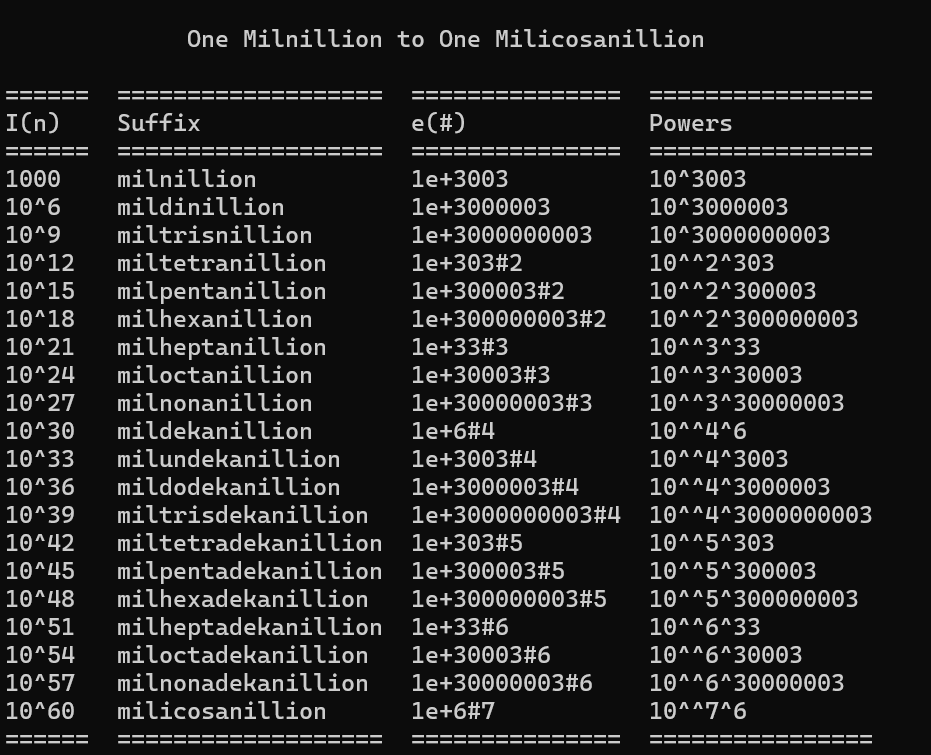 One Milnillion to One Milicosanillion
====== =================== =============== ================
I(n) Suffix e(#) Powers
====== =================== =============== ================
1000 milnillion 1e+3003 10^3003
10^6 mildinillion 1e+3000003 10^3000003
10^9 miltrisnillion 1e+3000000003 10^3000000003
10^12 miltetranillion 1e+303#2 10^^2^303
10^15 milpentanillion 1e+300003#2 10^^2^300003
10^18 milhexanillion 1e+300000003#2 10^^2^300000003
10^21 milheptanillion 1e+33#3 10^^3^33
10^24 miloctanillion 1e+30003#3 10^^3^30003
10^27 milnonanillion 1e+30000003#3 10^^3^30000003
10^30 mildekanillion 1e+6#4 10^^4^6
10^33 milundekanillion 1e+3003#4 10^^4^3003
10^36 mildodekanillion 1e+3000003#4 10^^4^3000003
10^39 miltrisdekanillion 1e+3000000003#4 10^^4^3000000003
10^42 miltetradekanillion 1e+303#5 10^^5^303
10^45 milpentadekanillion 1e+300003#5 10^^5^300003
10^48 milhexadekanillion 1e+300000003#5 10^^5^300000003
10^51 milheptadekanillion 1e+33#6 10^^6^33
10^54 miloctadekanillion 1e+30003#6 10^^6^30003
10^57 milnonadekanillion 1e+30000003#6 10^^6^30000003
10^60 milicosanillion 1e+6#7 10^^7^6
====== =================== =============== ================